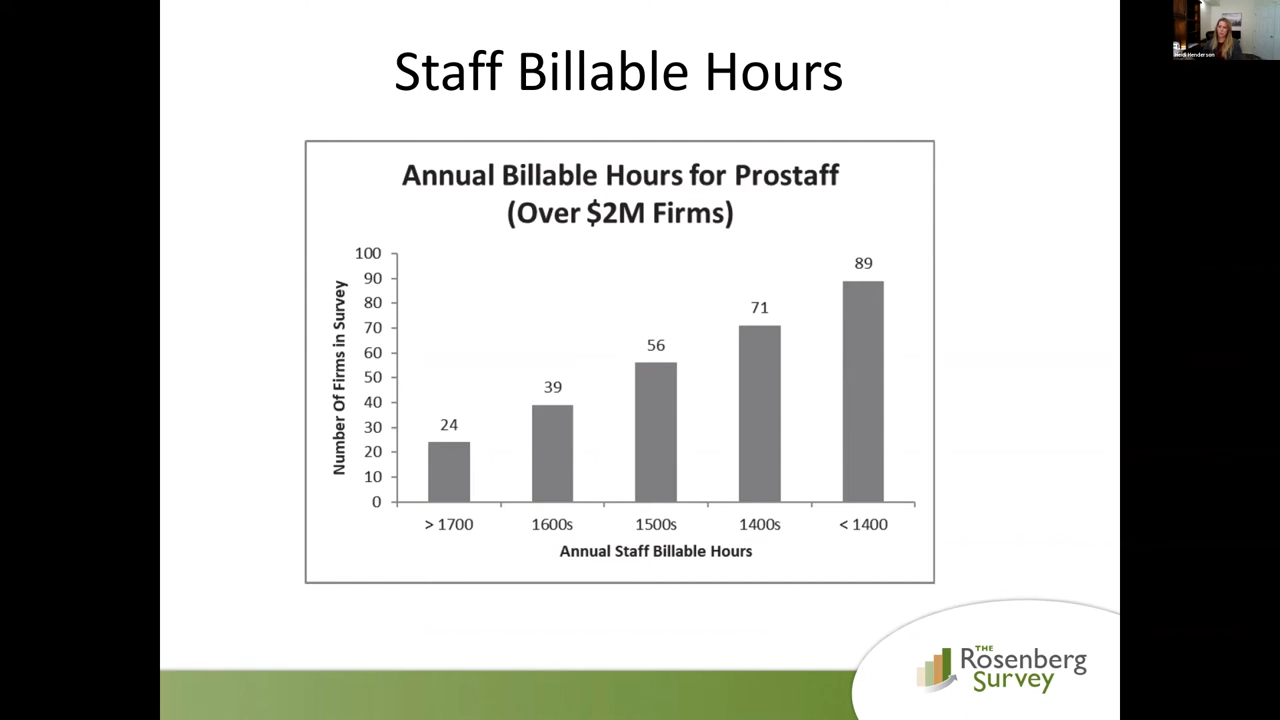 Staff Billable Hours
Heidi Henderson
Annual Billable Hours for Prostaff
(Over $2M Firms)
Number Of Firms in Survey
100
90
80
70
60
50
40
30
20
10
0
24
39
56
71
89
> 1700
1600s
1500s
1400s
< 1400
Annual Staff Billable Hours
THE
Rosenberg
Survey